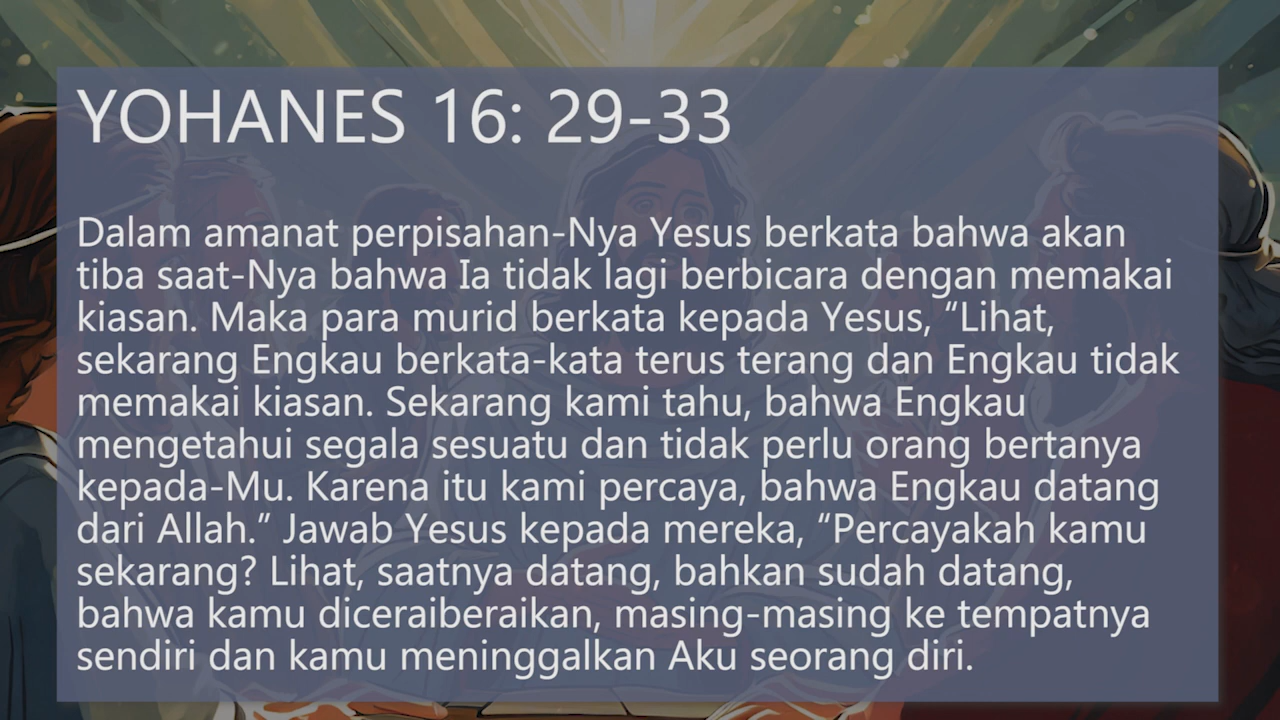 YOHANES 16: 29-33
Dalam amanat perpisahan-Nya Yesus berkata bahwa akan
tiba saat-Nya bahwa Ia tidak lagi berbicara dengan memakai
kiasan. Maka para murid berkata kepada Yesus, “Lihat,
sekarang Engkau berkata-kata terus terang dan Engkau tidak
memakai kiasan. Sekarang kami tahu, bahwa Engkau
mengetahui segala sesuatu dan tidak perlu orang bertanya
kepada-Mu. Karena itu kami percaya, bahwa Engkau datang
dari Allah.” Jawab Yesus kepada mereka, “Percayakah kamu
sekarang? Lihat, saatnya datang, bahkan sudah datang,
bahwa kamu diceraiberaikan, masing-masing ke tempatnya
sendiri dan kamu meninggalkan Aku seorang diri.